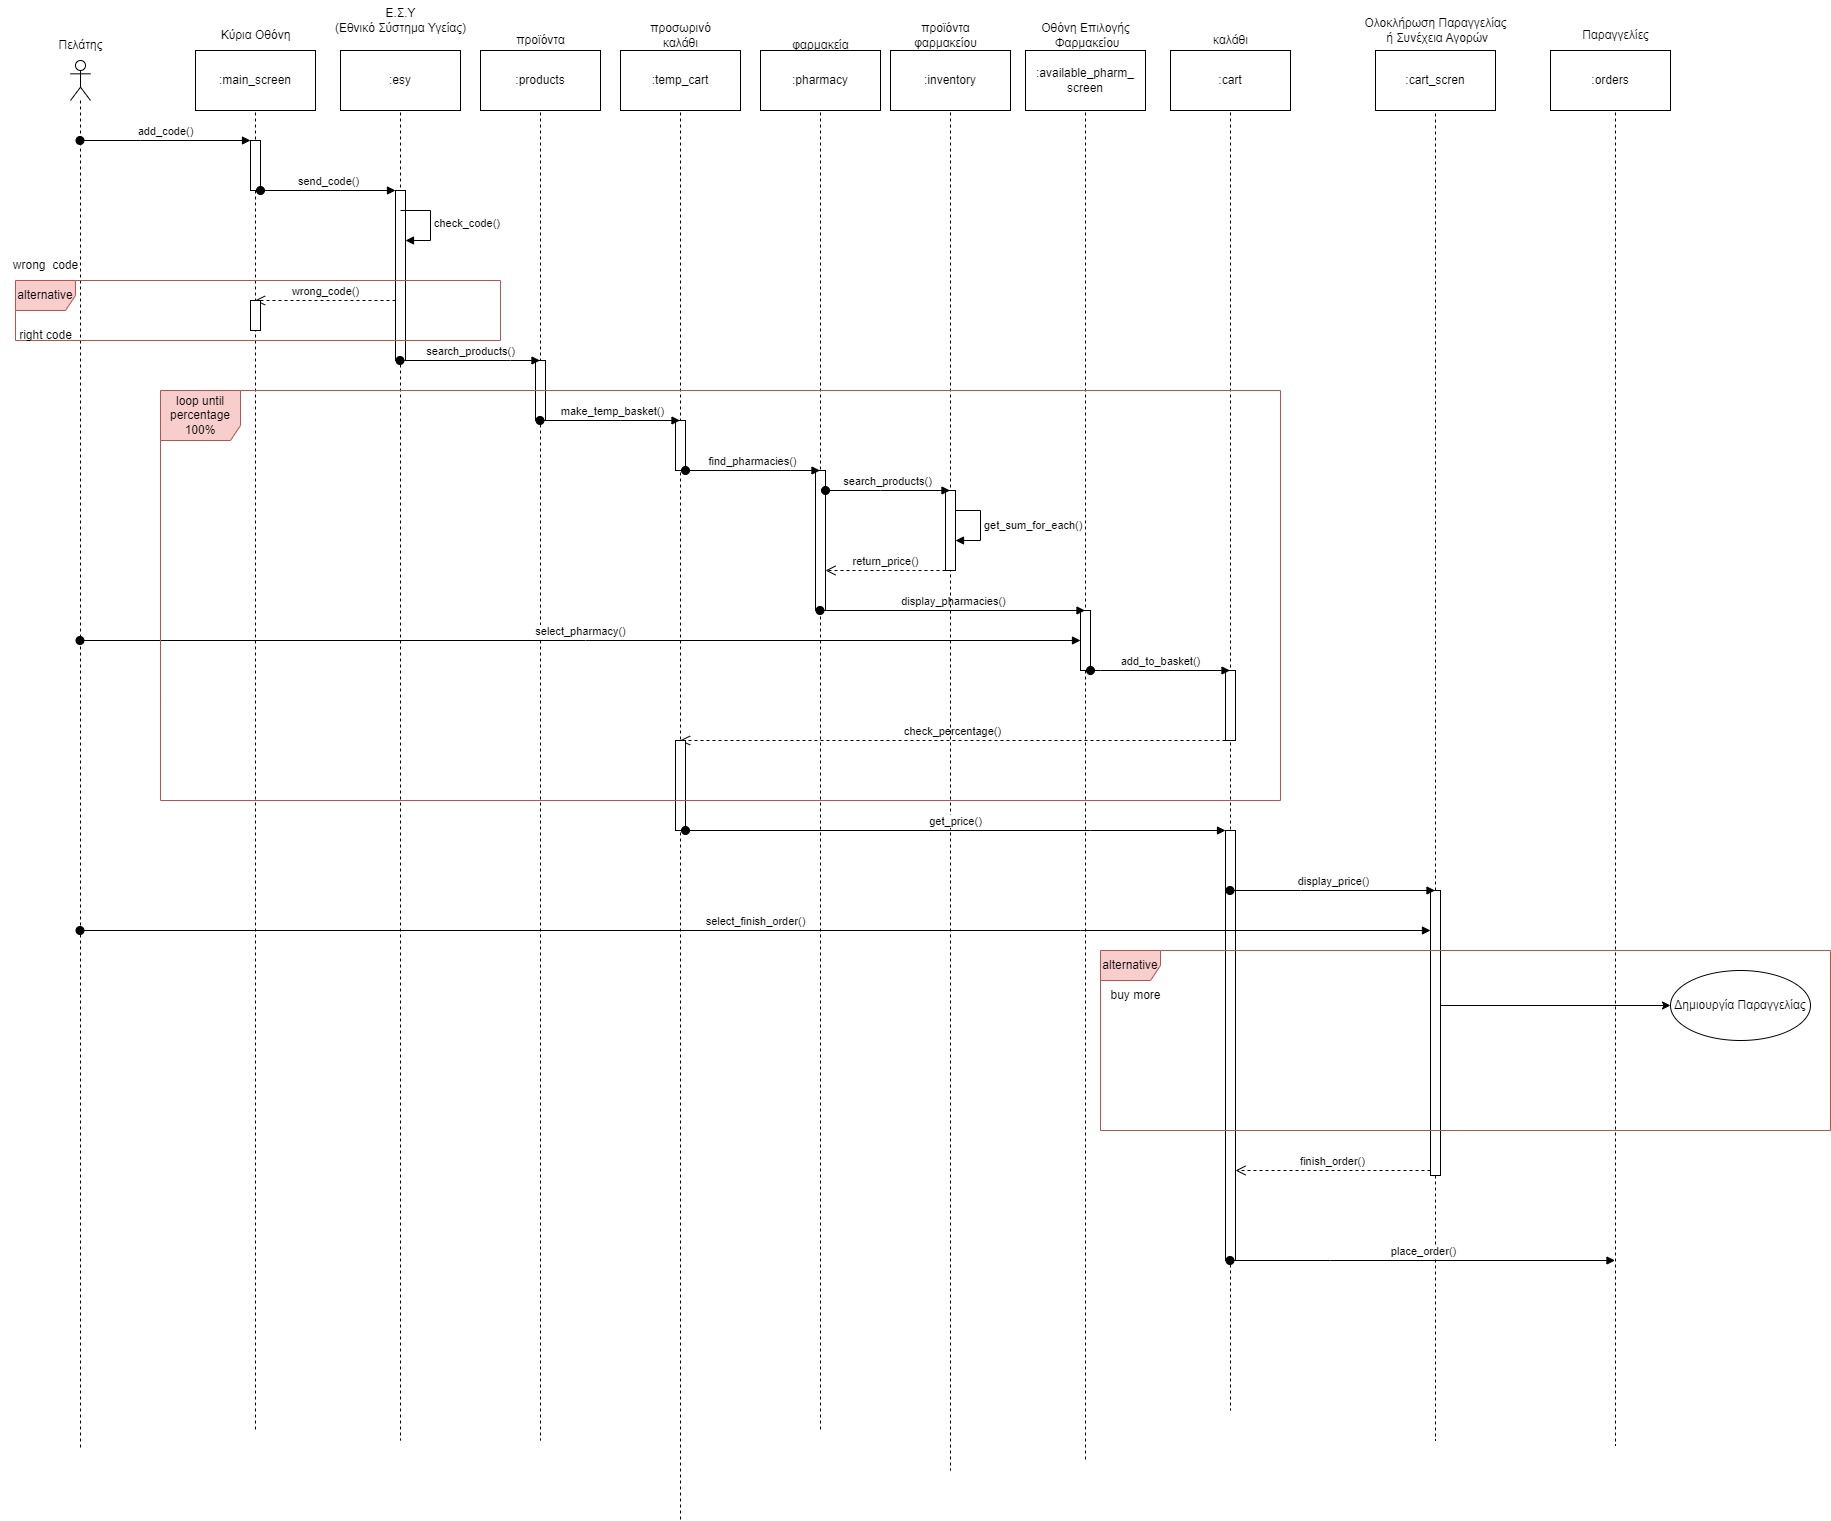 Πελάτης
Κύρια Οθόνη
Ε.Σ.Υ
(Εθνικό Σύστημα Υγείας)
προϊόντα
προσωρινό
καλάθι
φαρμακεία
προϊόντα
φαρμακείου
Οθόνη Επιλογής
Φαρμακείου
καλάθι
Ολοκλήρωση Παραγγελίας
ή Συνέχεια Αγορών
Παραγγελίες
:main_screen
:esy
:products
:temp_cart
:pharmacy
:inventory
:available_pharm_
screen
:cart
:cart_scren
:orders
add_code()
send_code()
check_code()
wrong code
alternative
wrong_code()
right code
search_products()
loop until
percentage
100%
make_temp_basket()
find_pharmacies()
search_products()
get_sum_for_each()
return_price()
display_pharmacies()
select_pharmacy()
add_to_basket()
check_percentage()
get_price()
display_price()
select_finish_order()
alternative
buy more
Δημιουργία Παραγγελίας
finish_order()
place_order()